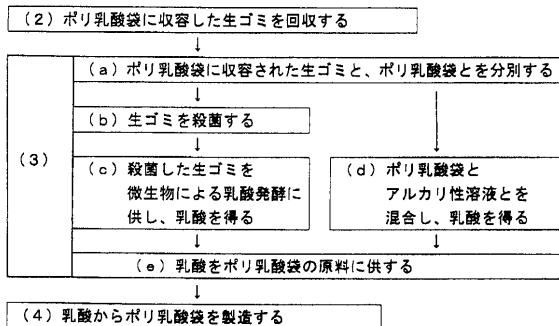 (2)ポリ乳酸袋に収容した生ゴミを回収する
↓
(a)ポリ乳酸袋に収容された生ゴミと、ポリ乳酸袋とを分別する
↓ ↓
(b)生ゴミを殺菌する
↓
(3)
(c)殺菌した生ゴミを
微生物による乳酸発酵に
供し、乳酸を得る
(d)ポリ乳酸袋と
アルカリ性溶液とを
混合し、乳酸を得る
↓ ↓
(e)乳酸をポリ乳酸袋の原料に供する
↓
(4)乳酸からポリ乳酸袋を製造する